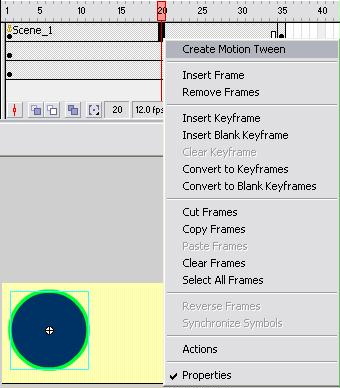 1 5 10 15 20 25 30 35 40
Scene_1
20 12.0 fps
Create Motion Tween
Insert Frame
Remove Frames
Insert Keyframe
Insert Blank Keyframe
Clear Keyframe
Convert to Keyframes
Convert to Blank Keyframes
Cut Frames
Copy Frames
Paste Frames
Clear Frames
Select All Frames
Reverse Frames
Synchronize Symbols
Actions
Properties